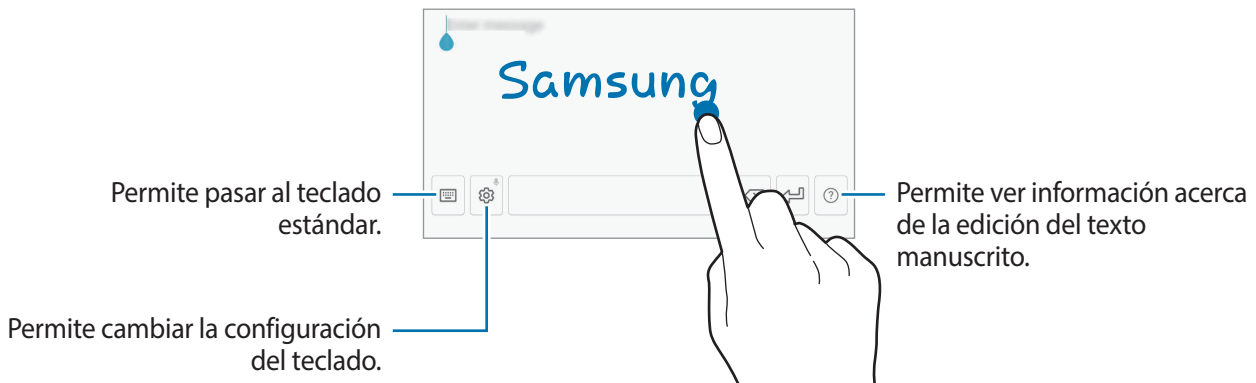 Enter message
Samsung
Permite pasar al teclado
estándar.
Permite ver información acerca
de la edición del texto
manuscrito.
Permite cambiar la configuración
del teclado.